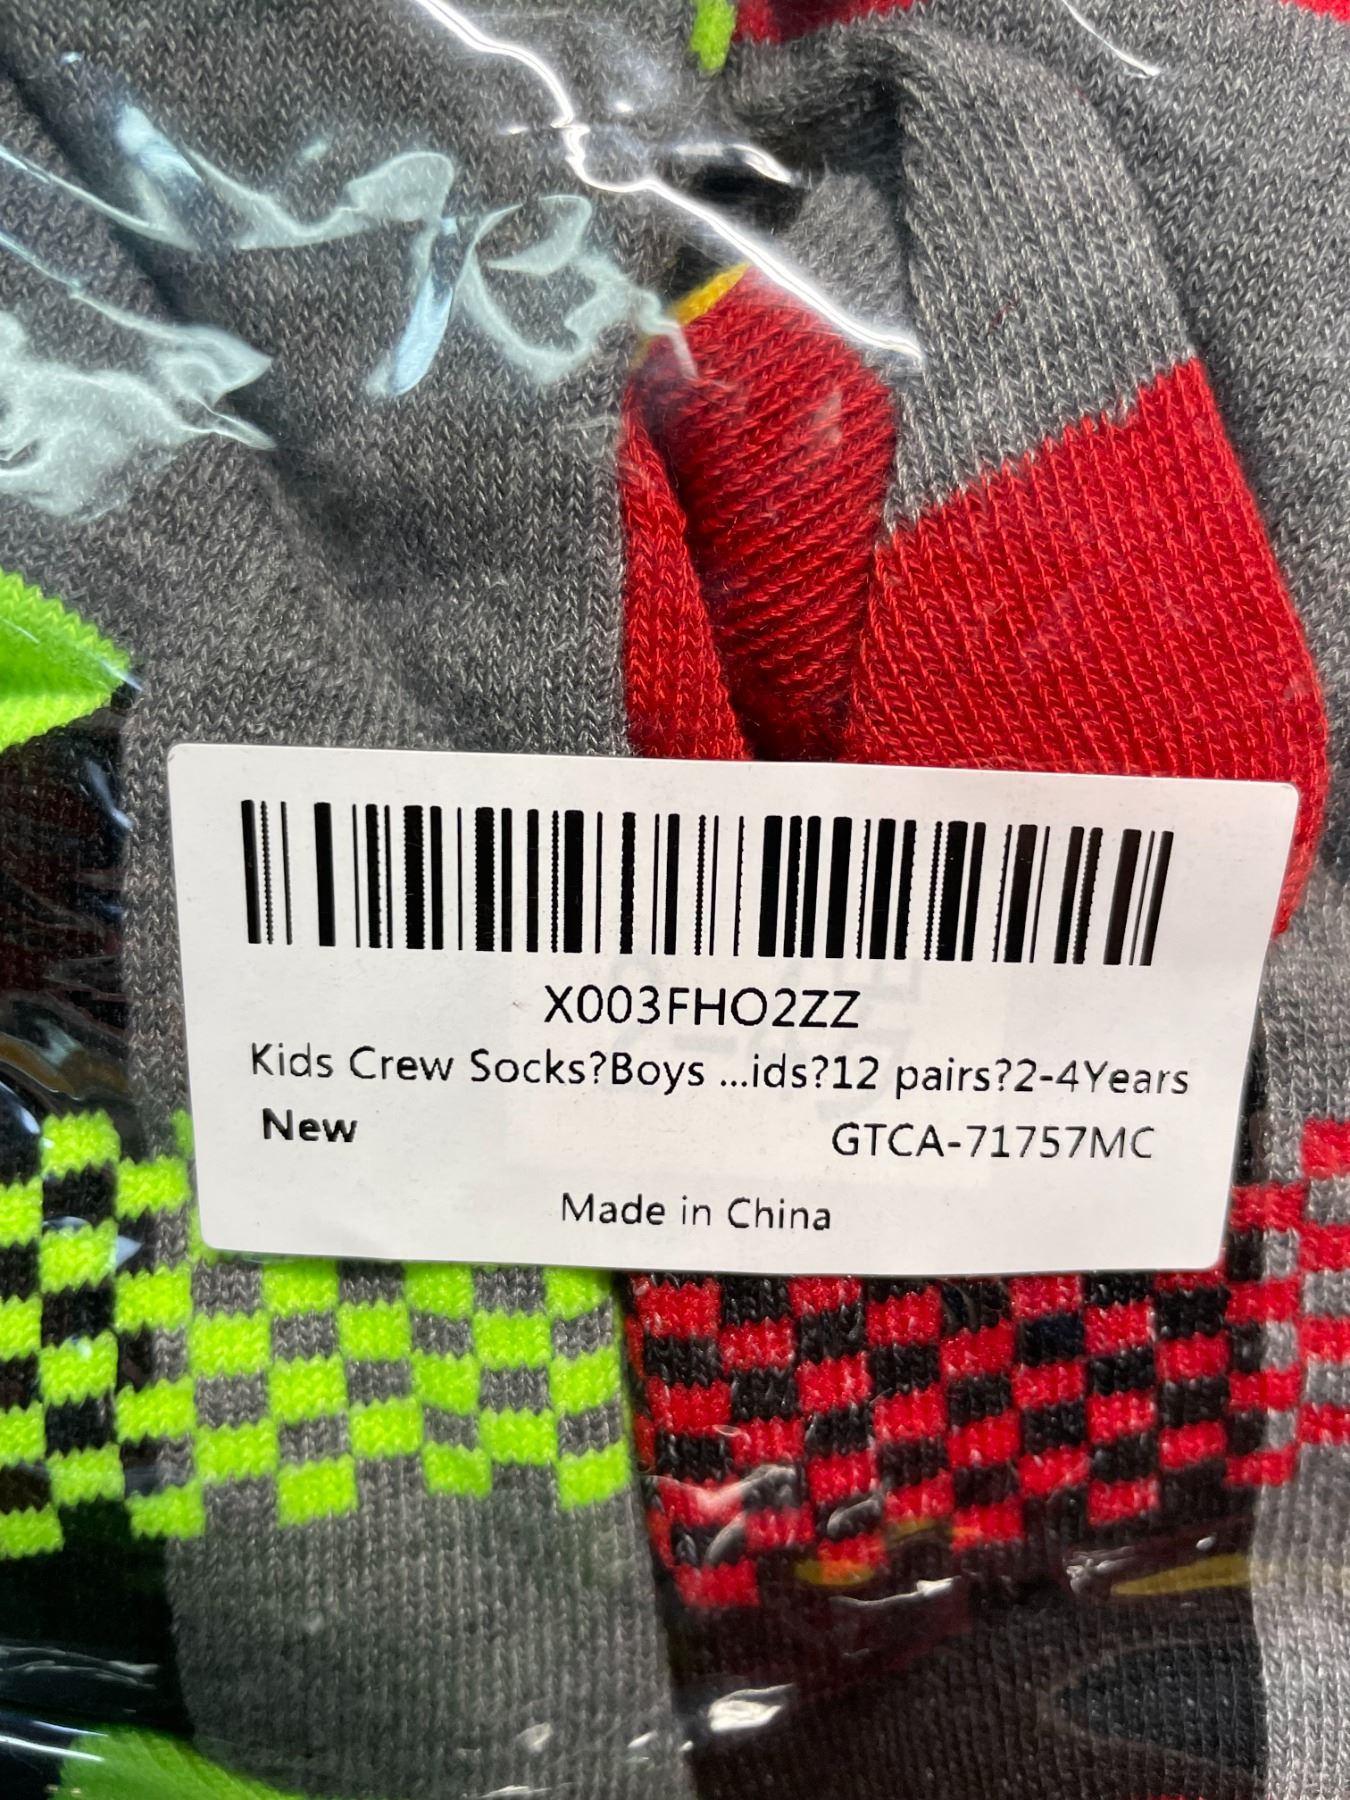 X003FHO2ZZ
Kids Crew Socks?Boys ...ids?12 pairs?2-4Years
New GTCA-71757MC
Made in China